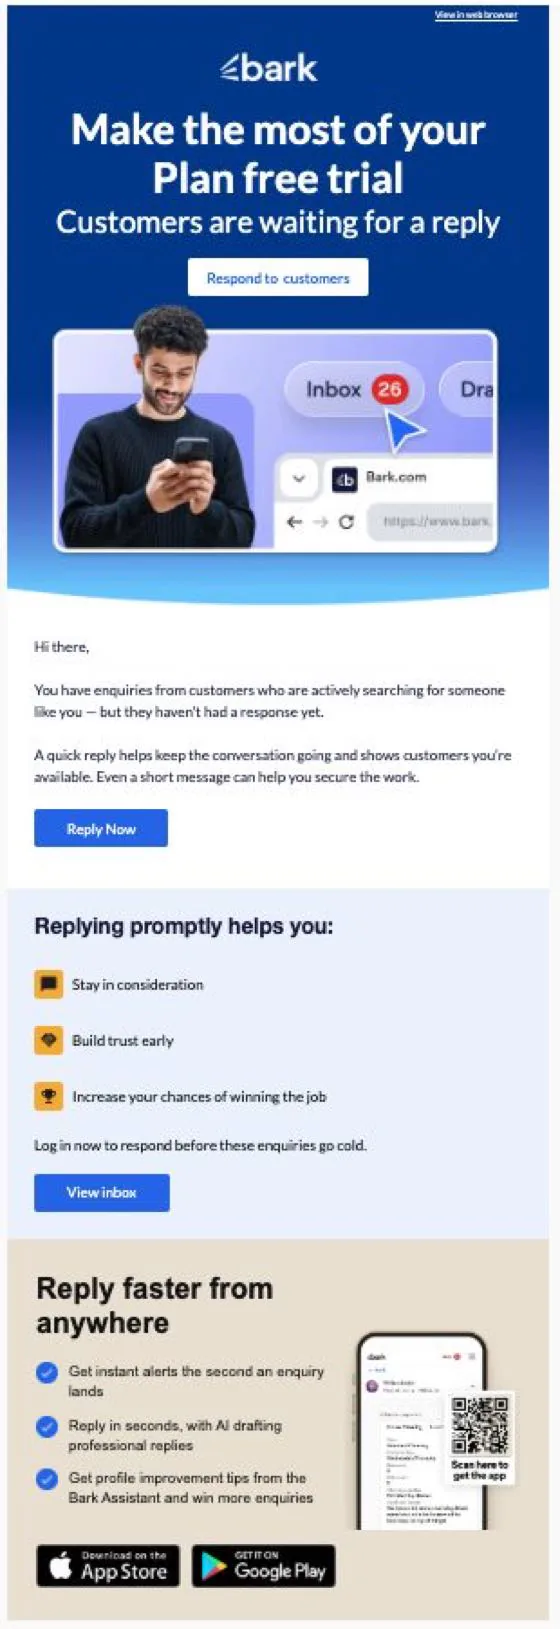 View in web browser
bark
Make the most of your
Plan free trial
Customers are waiting for a reply
Respond to customers
Inbox 26
Dra
Bark.com
https://www.bark.
Hi there,
You have enquiries from customers who are actively searching for someone
like you — but they haven't had a response yet.
A quick reply helps keep the conversation going and shows customers you're
available. Even a short message can help you secure the work.
Reply Now
Replying promptly helps you:
Stay in consideration
Build trust early
Increase your chances of winning the job
Log in now to respond before these enquiries go cold.
View inbox
Reply faster from
anywhere
Get instant alerts the second an enquiry
lands
Reply in seconds, with AI drafting
professional replies
Get profile improvement tips from the
Bark Assistant and win more enquiries
bark
Scan here to
get the app
Download on the
App Store
GET IT ON
Google Play